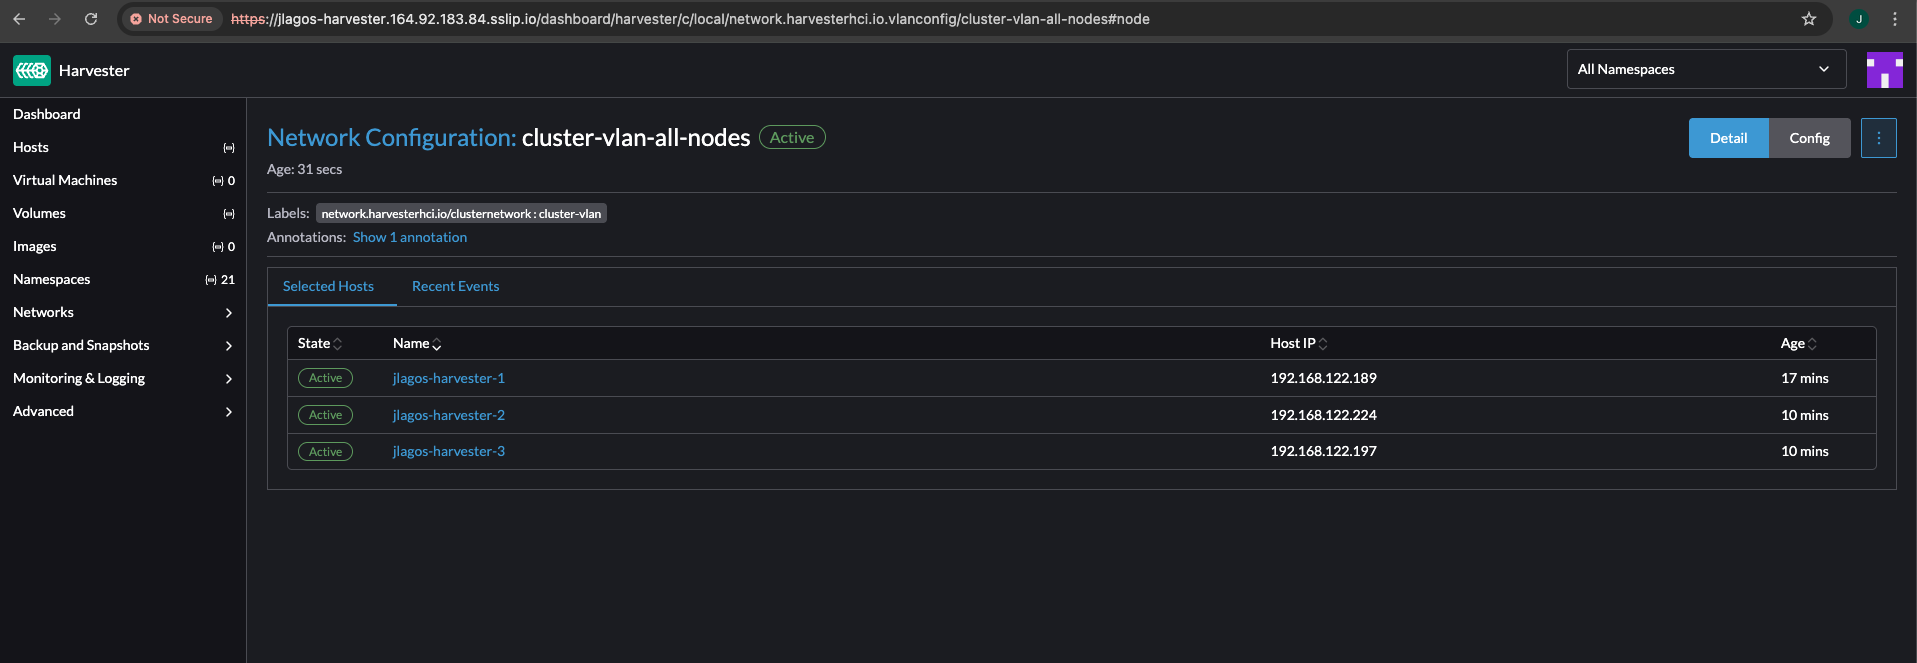 Not Secure https://jlagos-harvester.164.92.183.84.sslip.io/dashboard/harvester/c/local/network.harvesterhci.io.vlanconfig/cluster-vlan-all-nodes#node J
Harvester All Namespaces
Dashboard
Hosts
Virtual Machines 0
Volumes
Images 0
Namespaces 21
Networks
Backup and Snapshots
Monitoring & Logging
Advanced
Network Configuration: cluster-vlan-all-nodes Active Detail Config
Age: 31 secs
Labels: network.harvesterhci.io/clusternetwork : cluster-vlan
Annotations: Show 1 annotation
Selected Hosts Recent Events
State Name Host IP Age
Active jlagos-harvester-1 192.168.122.189 17 mins
Active jlagos-harvester-2 192.168.122.224 10 mins
Active jlagos-harvester-3 192.168.122.197 10 mins